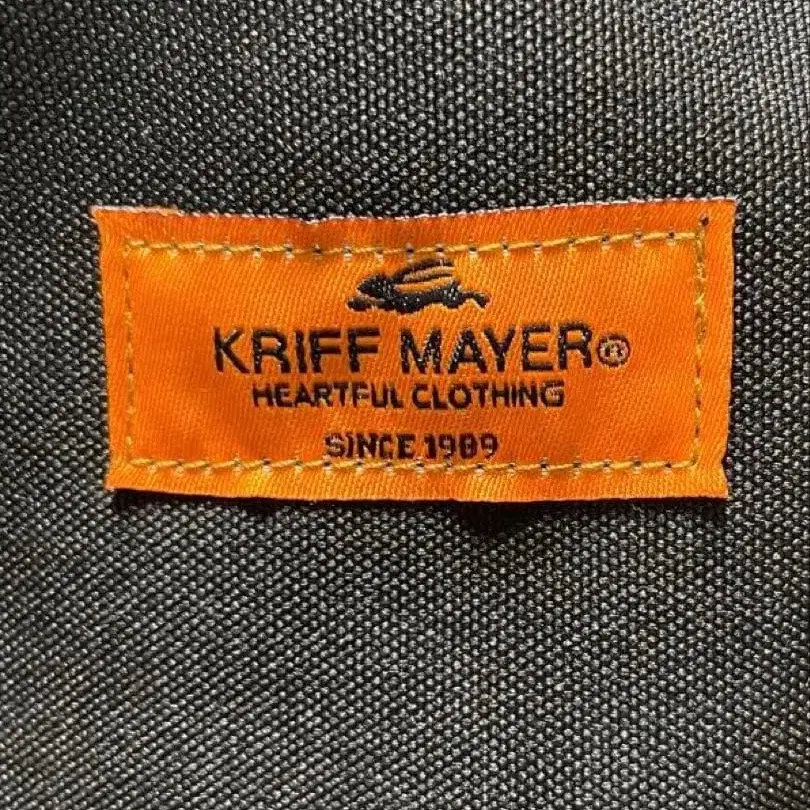 KRIFF MAYER®
HEARTFUL CLOTHING
SINCE 1989